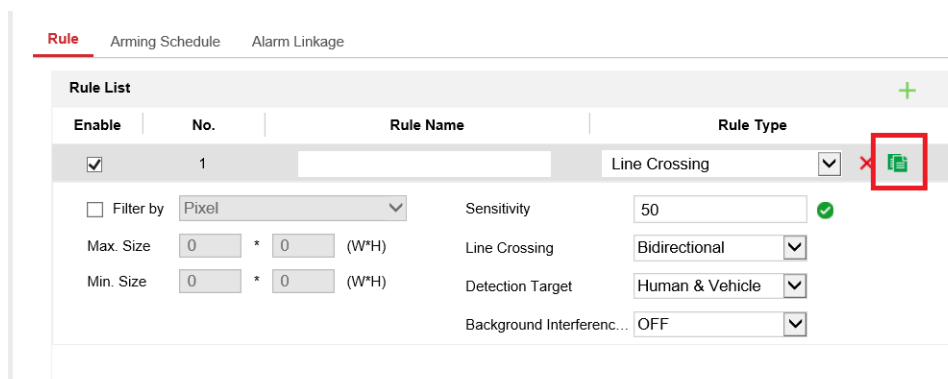 Rule Arming Schedule Alarm Linkage
Rule List
Enable No. Rule Name Rule Type
1 Line Crossing
Filter by Pixel Sensitivity 50
Max. Size 0 * 0 (W*H) Line Crossing Bidirectional
Min. Size 0 * 0 (W*H) Detection Target Human & Vehicle
Background Interferenc... OFF